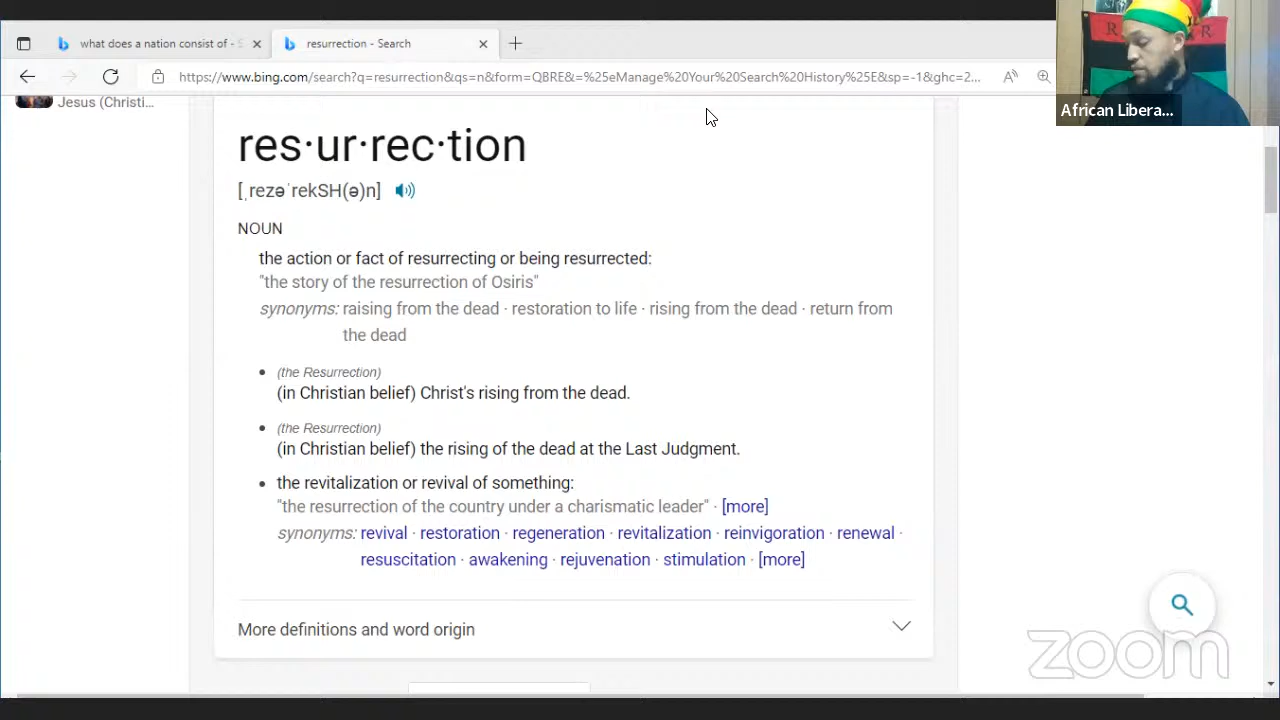 what does a nation consist of - S
resurrection - Search
https://www.bing.com/search?q=resurrection&qs=n&form=QBRE&=%25eManage%20Your%20Search%20History%25E&sp=-1&ghc=2...
African Libera...
Jesus (Christi...
res·ur·rec·tion
[ˌrezəˈrekSH(ə)n]
NOUN
the action or fact of resurrecting or being resurrected:
"the story of the resurrection of Osiris"
synonyms: raising from the dead · restoration to life · rising from the dead · return from
the dead
(the Resurrection)
(in Christian belief) Christ's rising from the dead.
(the Resurrection)
(in Christian belief) the rising of the dead at the Last Judgment.
the revitalization or revival of something:
"the resurrection of the country under a charismatic leader" · [more]
synonyms: revival · restoration · regeneration · revitalization · reinvigoration · renewal ·
resuscitation · awakening · rejuvenation · stimulation · [more]
More definitions and word origin
zoom